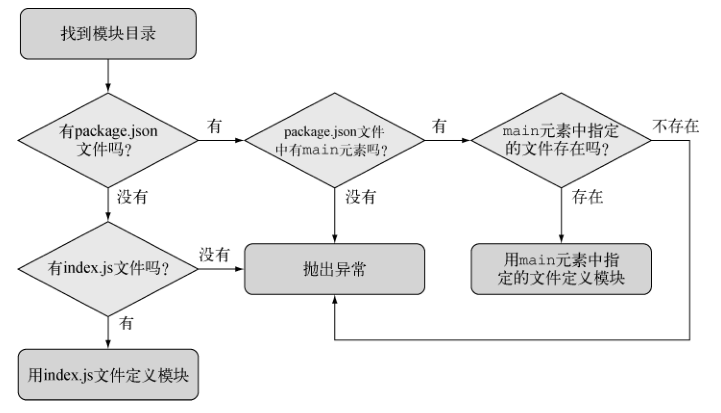 找到模块目录
有package.json
文件吗？
有
package.json文件
中有main元素吗？
有
main元素中指定
的文件存在吗？
不存在
没有
没有
存在
有index.js文件吗？
没有
抛出异常
用main元素中指
定的文件定义模块
有
用index.js文件定义模块